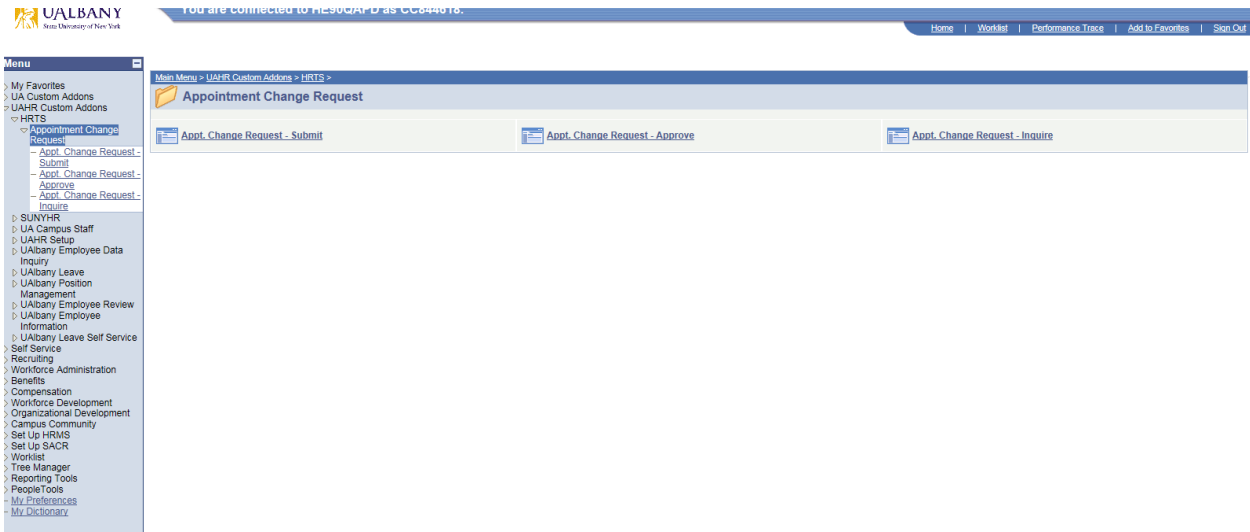 UALBANY
State University of New York
You are connected to HE90QAPD as CC844618.
Home | Worklist | Performance Trace | Add to Favorites | Sign Out
Menu
My Favorites
UA Custom Addons
UAHR Custom Addons
HRTS
Appointment Change
Request
– Appt. Change Request -
Submit
– Appt. Change Request -
Approve
– Appt. Change Request -
Inquire
SUNYHR
UA Campus Staff
UAHR Setup
UAlbany Employee Data
Inquiry
UAlbany Leave
UAlbany Position
Management
UAlbany Employee Review
UAlbany Employee
Information
UAlbany Leave Self Service
Self Service
Recruiting
Workforce Administration
Benefits
Compensation
Workforce Development
Organizational Development
Campus Community
Set Up HRMS
Set Up SACR
Worklist
Tree Manager
Reporting Tools
PeopleTools
– My Preferences
– My Dictionary
Main Menu > UAHR Custom Addons > HRTS >
Appointment Change Request
Appt. Change Request - Submit
Appt. Change Request - Approve
Appt. Change Request - Inquire